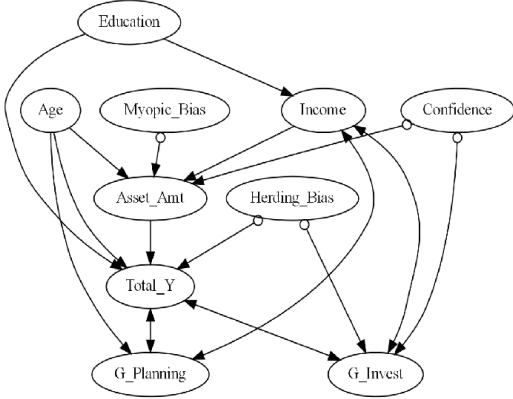 Education
Age
Myopic_Bias
Income
Confidence
Asset_Amt
Herding_Bias
Total_Y
G_Planning
G_Invest